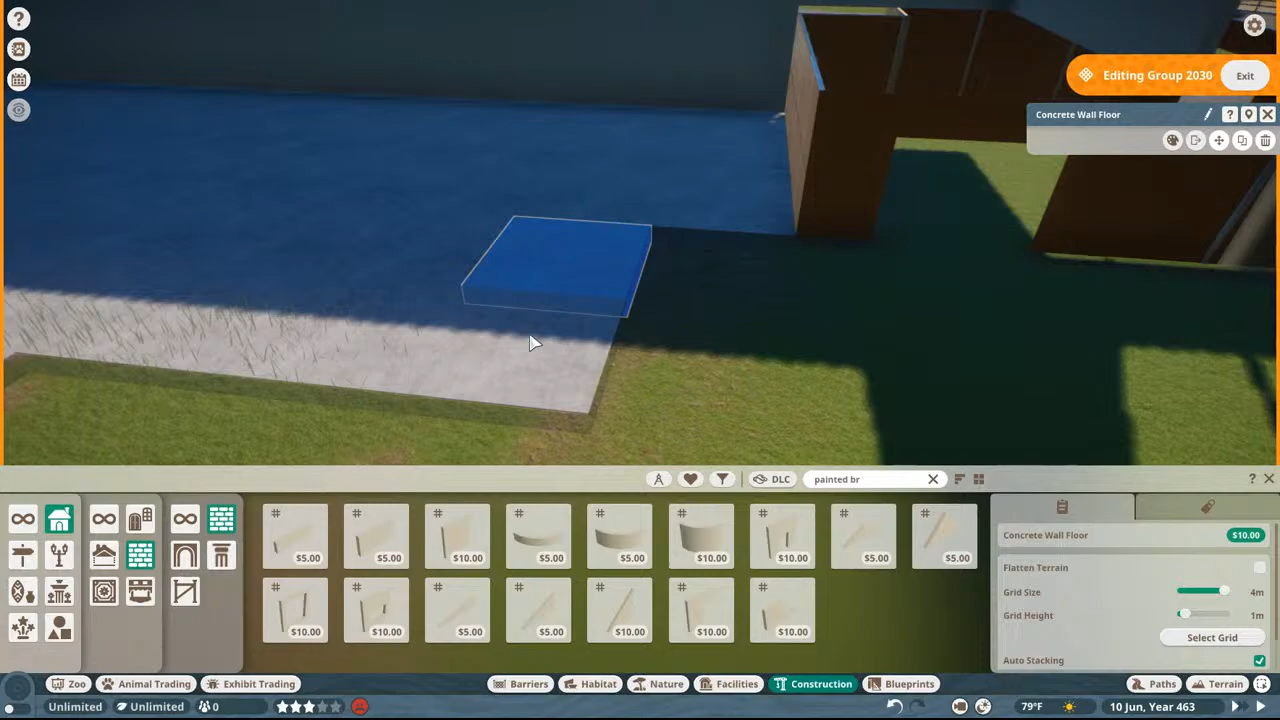 ?
Editing Group 2030
Exit
Concrete Wall Floor
?
DLC
painted br
?
$5.00
$5.00
$10.00
$5.00
$5.00
$10.00
$10.00
$5.00
$5.00
$10.00
$10.00
$5.00
$5.00
$10.00
$10.00
$10.00
Concrete Wall Floor
$10.00
Flatten Terrain
Grid Size
4m
Grid Height
1m
Select Grid
Auto Stacking
Zoo
Animal Trading
Exhibit Trading
Barriers
Habitat
Nature
Facilities
Construction
Blueprints
Paths
Terrain
Unlimited
Unlimited
0
79°F
10 Jun, Year 463